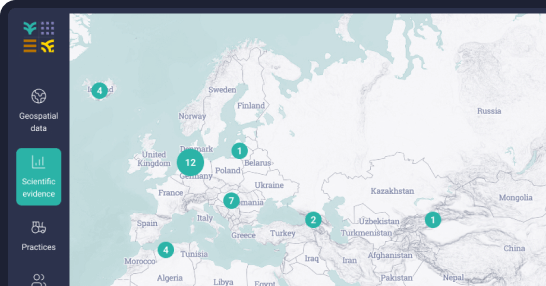 Geospatial
data
Scientific
evidence
Practices
4
Sweden
Finland
Norway
Russia
Denmark
1
United
Kingdom
12
Belarus
Poland
Germany
Ukraine
France
Kazakhstan
7
Mongolia
Italy
2
1
Spain
Uzbekistan
Greece
Turkey
Turkmenistan
4
China
Tunisia
Afghanistan
Morocco
Iraq
Iran
Algeria
Libya
Egypt
Pakistan
Nepal